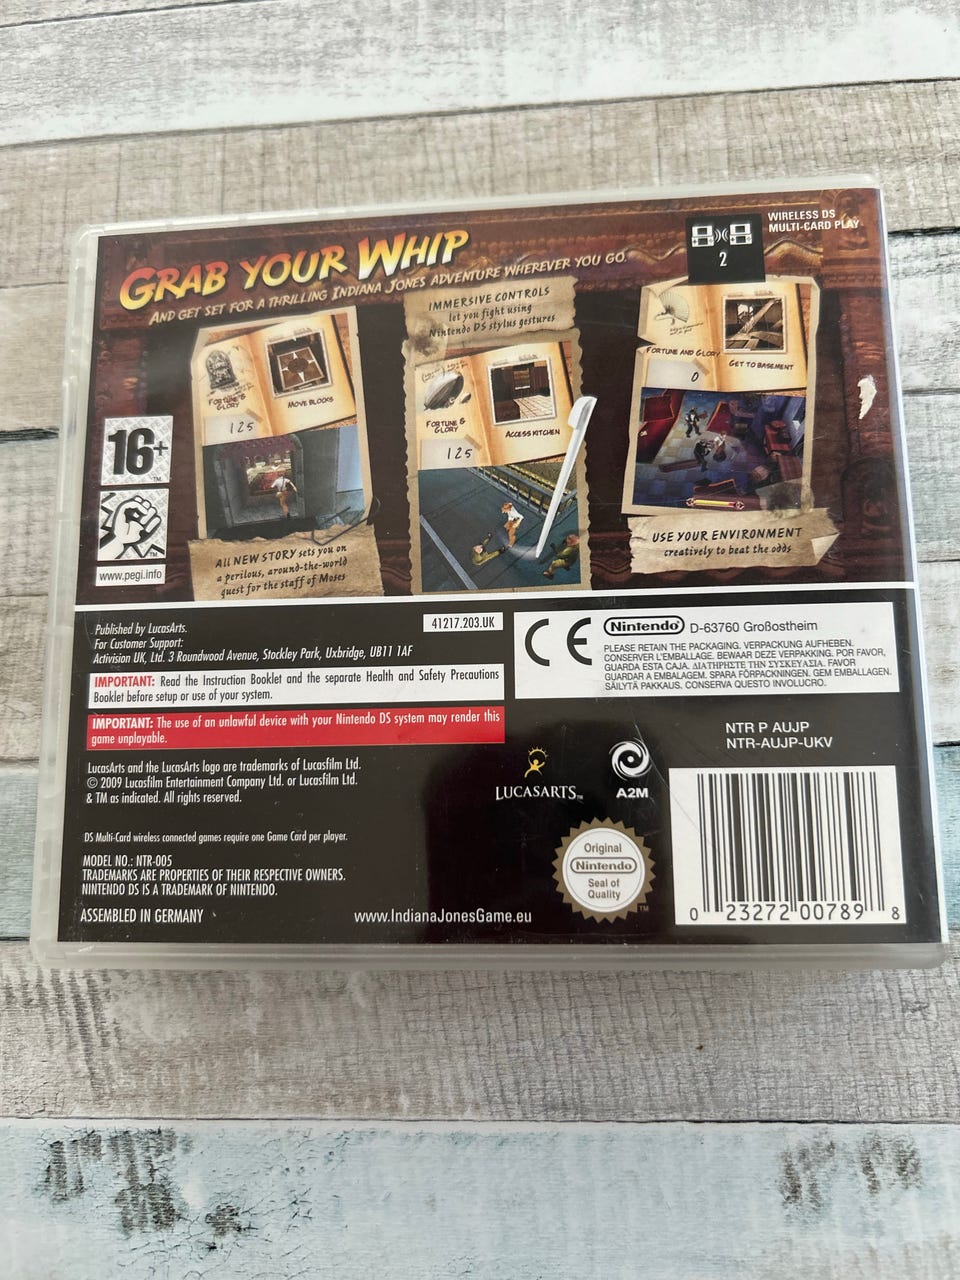 GRAB YOUR WHIP
AND GET SET FOR A THRILLING INDIANA JONES ADVENTURE WHEREVER YOU GO.
WIRELESS DS
MULTI-CARD PLAY
2
FORTUNE &
GLORY
125
MOVE BLOCKS
ALL NEW STORY sets you on
a perilous, around-the-world
quest for the staff of Moses
IMMERSIVE CONTROLS
let you fight using
Nintendo DS stylus gestures
FORTUNE &
GLORY
125
ACCESS KITCHEN
FORTUNE AND GLORY
0
GET TO BASEMENT
USE YOUR ENVIRONMENT
creatively to beat the odds
16+
TM
TM
www.pegi.info
Published by LucasArts.
For Customer Support:
Activision UK, Ltd. 3 Roundwood Avenue, Stockley Park, Uxbridge, UB11 1AF
41217.203.UK
IMPORTANT: Read the Instruction Booklet and the separate Health and Safety Precautions
Booklet before setup or use of your system.
IMPORTANT: The use of an unlawful device with your Nintendo DS system may render this
game unplayable.
LucasArts and the LucasArts logo are trademarks of Lucasfilm Ltd.
© 2009 Lucasfilm Entertainment Company Ltd. or Lucasfilm Ltd.
& TM as indicated. All rights reserved.
DS Multi-Card wireless connected games require one Game Card per player.
MODEL NO.: NTR-005
TRADEMARKS ARE PROPERTIES OF THEIR RESPECTIVE OWNERS.
NINTENDO DS IS A TRADEMARK OF NINTENDO.
ASSEMBLED IN GERMANY
www.IndianaJonesGame.eu
CE
Nintendo D-63760 Großostheim
PLEASE RETAIN THE PACKAGING. VERPACKUNG AUFHEBEN.
CONSERVER L'EMBALLAGE. BEWAAR DEZE VERPAKKING. POR FAVOR,
GUARDA ESTA CAJA. ΔΙΑΤΗΡΗΣΤΕ ΤΗΝ ΣΥΣΚΕΥΑΣΙΑ. FAVOR
GUARDAR A EMBALAGEM. SPARA FÖRPACKNINGEN. GEM EMBALLAGEN.
SÄILYTÄ PAKKAUS. CONSERVA QUESTO INVOLUCRO.
NTR P AUJP
NTR-AUJP-UKV
LUCASARTS TM
A2M
Original
Nintendo
Seal of
Quality
TM
0 23272 00789 8